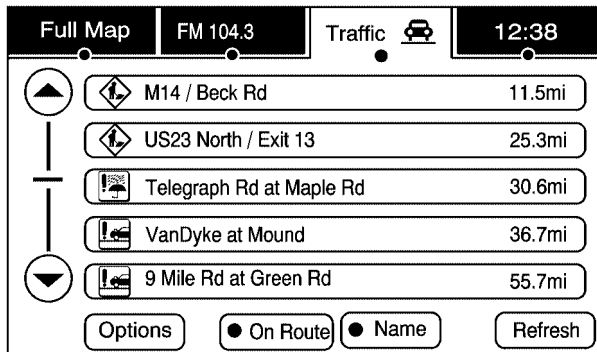 Full Map FM 104.3 Traffic 12:38
M14 / Beck Rd 11.5mi
US23 North / Exit 13 25.3mi
Telegraph Rd at Maple Rd 30.6mi
VanDyke at Mound 36.7mi
9 Mile Rd at Green Rd 55.7mi
Options On Route Name Refresh